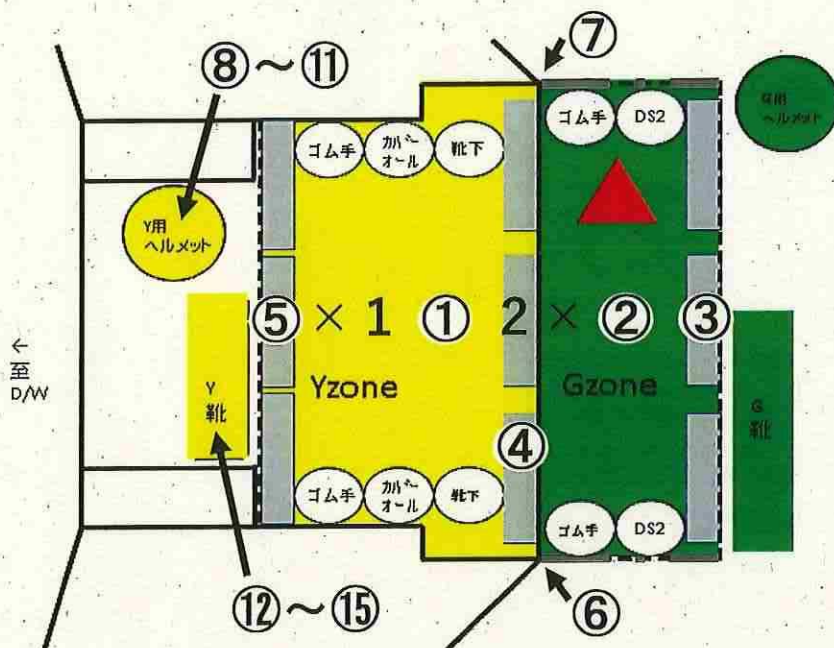 ⑦
⑧～⑪
G用
ヘルメット
ゴム手
カバー
オール
靴下
ゴム手
DS2
Y用
ヘルメット
⑤ × 1 ① 2 × ② ③
←
至
D/W
Yzone
Gzone
Y
靴
G
靴
④
ゴム手
カバー
オール
靴下
ゴム手
DS2
⑫～⑮
⑥